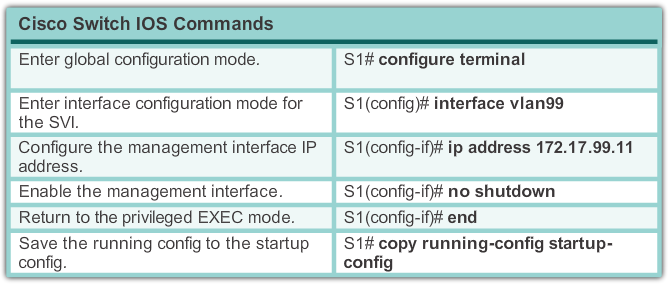 Cisco Switch IOS Commands
Enter global configuration mode.
S1# configure terminal
Enter interface configuration mode for
the SVI.
S1(config)# interface vlan99
Configure the management interface IP
address.
S1(config-if)# ip address 172.17.99.11
Enable the management interface.
S1(config-if)# no shutdown
Return to the privileged EXEC mode.
S1(config-if)# end
Save the running config to the startup
config.
S1# copy running-config startup-
config